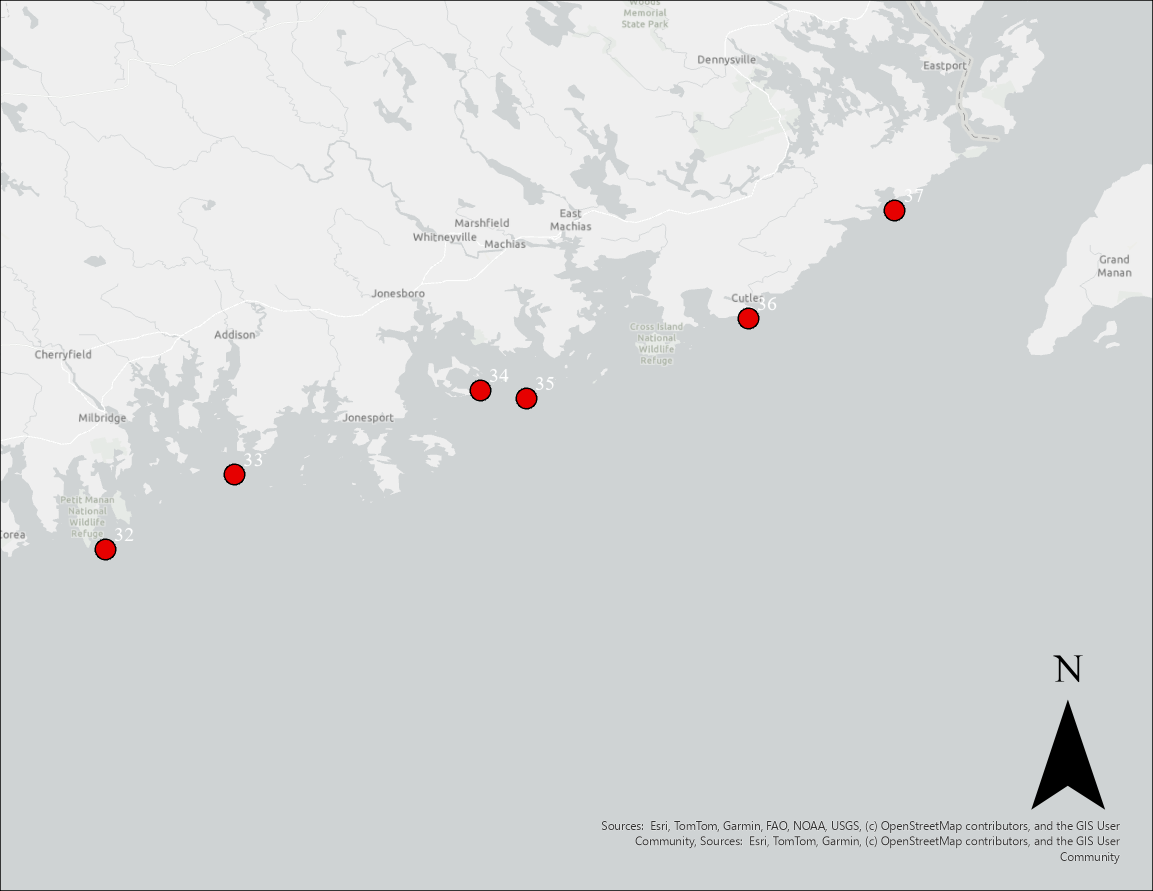 Woods
Memorial
State Park
Dennysville
Eastport
37
East
Machias
Marshfield
Whitneyville
Machias
Grand
Manan
Jonesboro
Cutler
36
Addison
Cross Island
National
Wildlife
Refuge
Cherryfield
34
35
Milbridge
Jonesport
33
Petit Manan
National
Wildlife
Refuge
Corea
32
N
Sources: Esri, TomTom, Garmin, FAO, NOAA, USGS, (c) OpenStreetMap contributors, and the GIS User
Community, Sources: Esri, TomTom, Garmin, (c) OpenStreetMap contributors, and the GIS User
Community